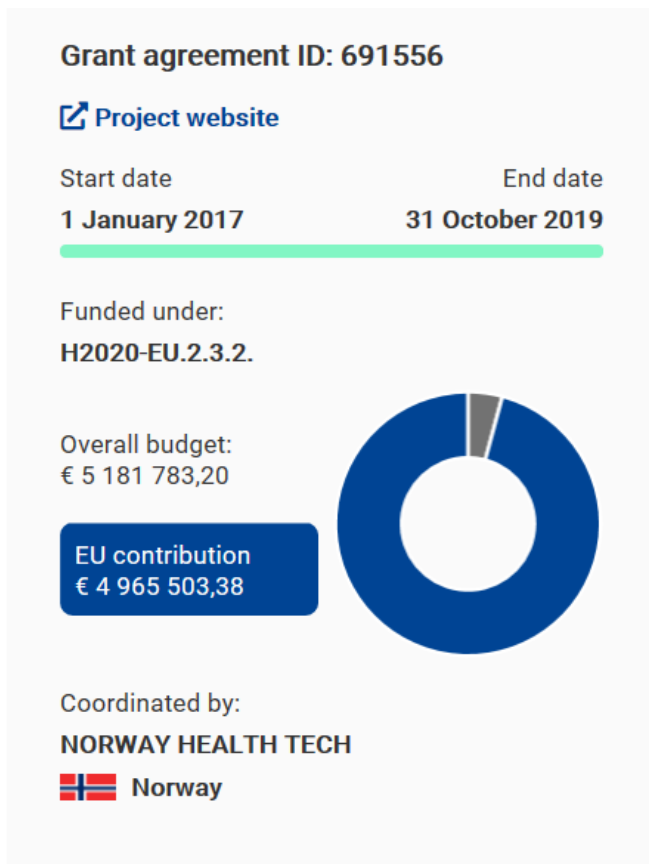 Grant agreement ID: 691556
Project website
Start date
End date
1 January 2017
31 October 2019
Funded under:
H2020-EU.2.3.2.
Overall budget:
€ 5 181 783,20
EU contribution
€ 4 965 503,38
Coordinated by:
NORWAY HEALTH TECH
Norway